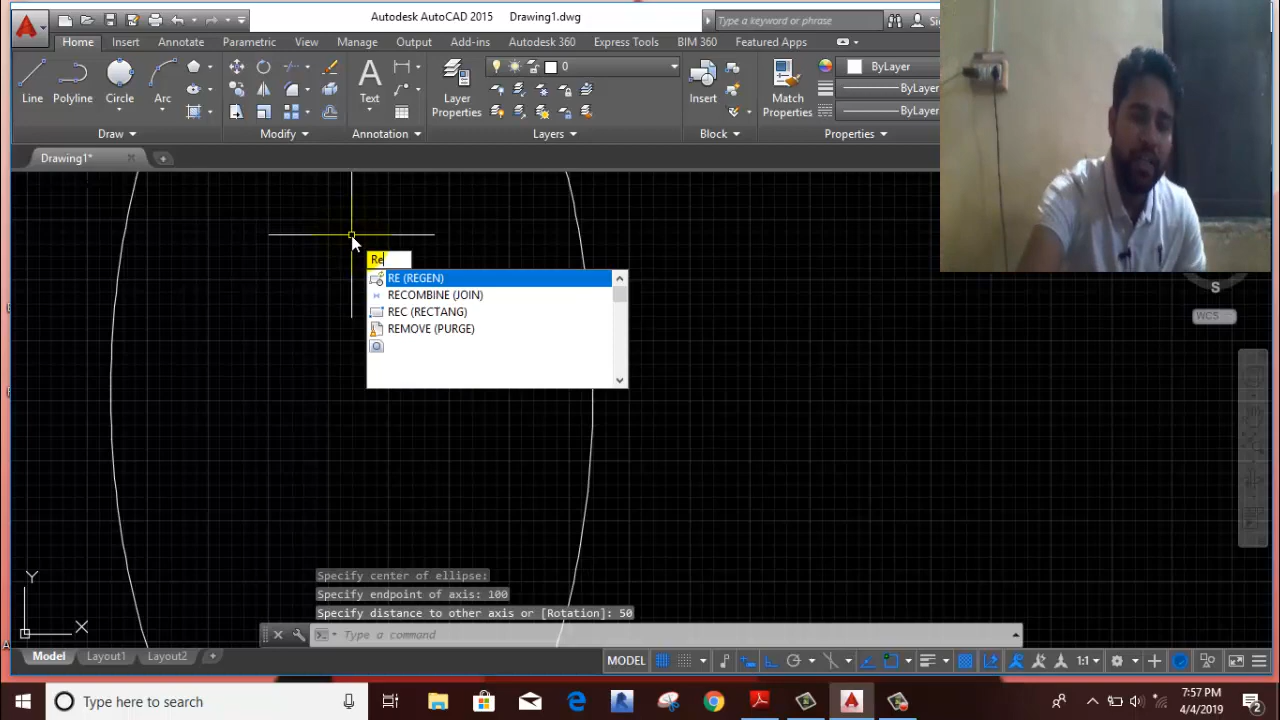 Autodesk AutoCAD 2015 Drawing1.dwg
Type a keyword or phrase
Home Insert Annotate Parametric View Manage Output Add-ins Autodesk 360 Express Tools BIM 360 Featured Apps
0
ByLayer
ByLayer
ByLayer
Line Polyline Circle Arc Text Layer Properties Insert Match Properties
Draw Modify Annotation Layers Block Properties
Drawing1*
Re
RE (REGEN)
RECOMBINE (JOIN)
REC (RECTANG)
REMOVE (PURGE)
S
WCS
Specify center of ellipse:
Specify endpoint of axis: 100
Specify distance to other axis or [Rotation]: 50
Y
X
Type a command
Model Layout1 Layout2
MODEL 1:1
Type here to search
7:57 PM
4/4/2019
2